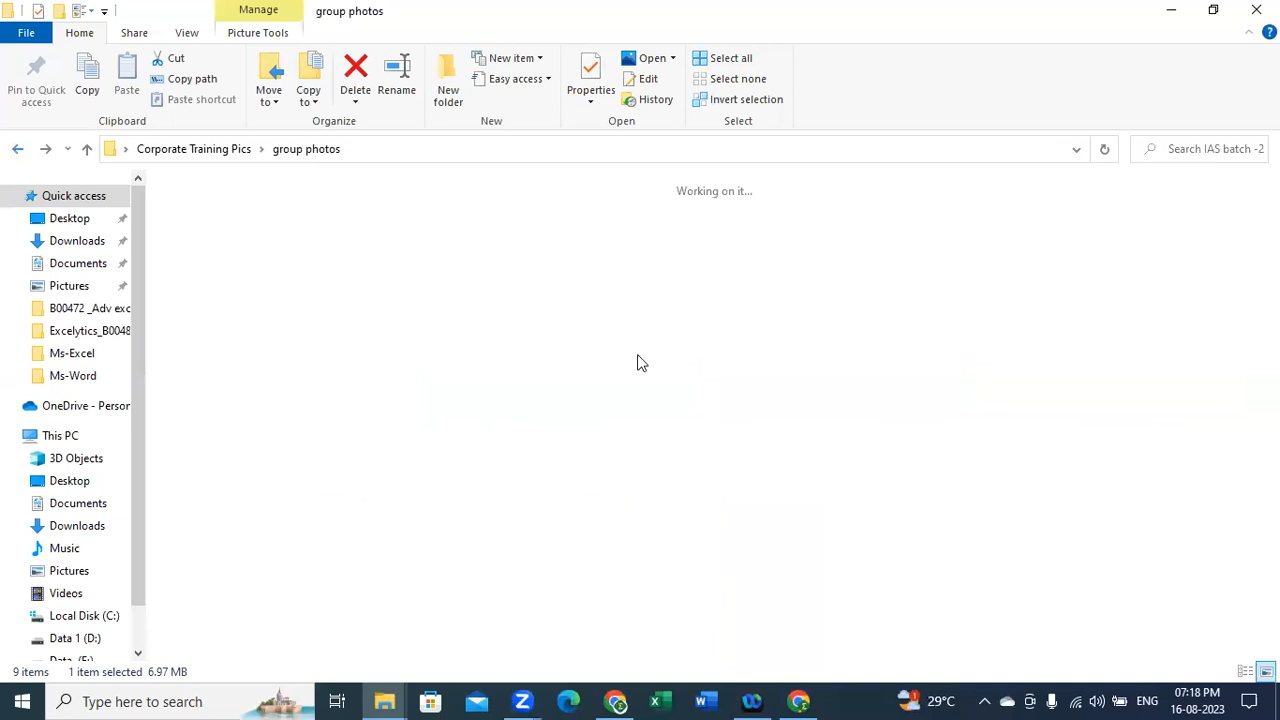 Manage
group photos
File
Home
Share
View
Picture Tools
Pin to Quick access
Copy
Paste
Cut
Copy path
Paste shortcut
Clipboard
Move to
Copy to
Delete
Rename
Organize
New folder
New item
Easy access
New
Properties
Open
Edit
History
Open
Select all
Select none
Invert selection
Select
Corporate Training Pics
group photos
Search IAS batch -2
Working on it...
Quick access
Desktop
Downloads
Documents
Pictures
B00472 _Adv exc
Excelytics_B0048
Ms-Excel
Ms-Word
OneDrive - Person
This PC
3D Objects
Desktop
Documents
Downloads
Music
Pictures
Videos
Local Disk (C:)
Data 1 (D:)
9 items
1 item selected 6.97 MB
Type here to search
29°C
ENG
07:18 PM
16-08-2023